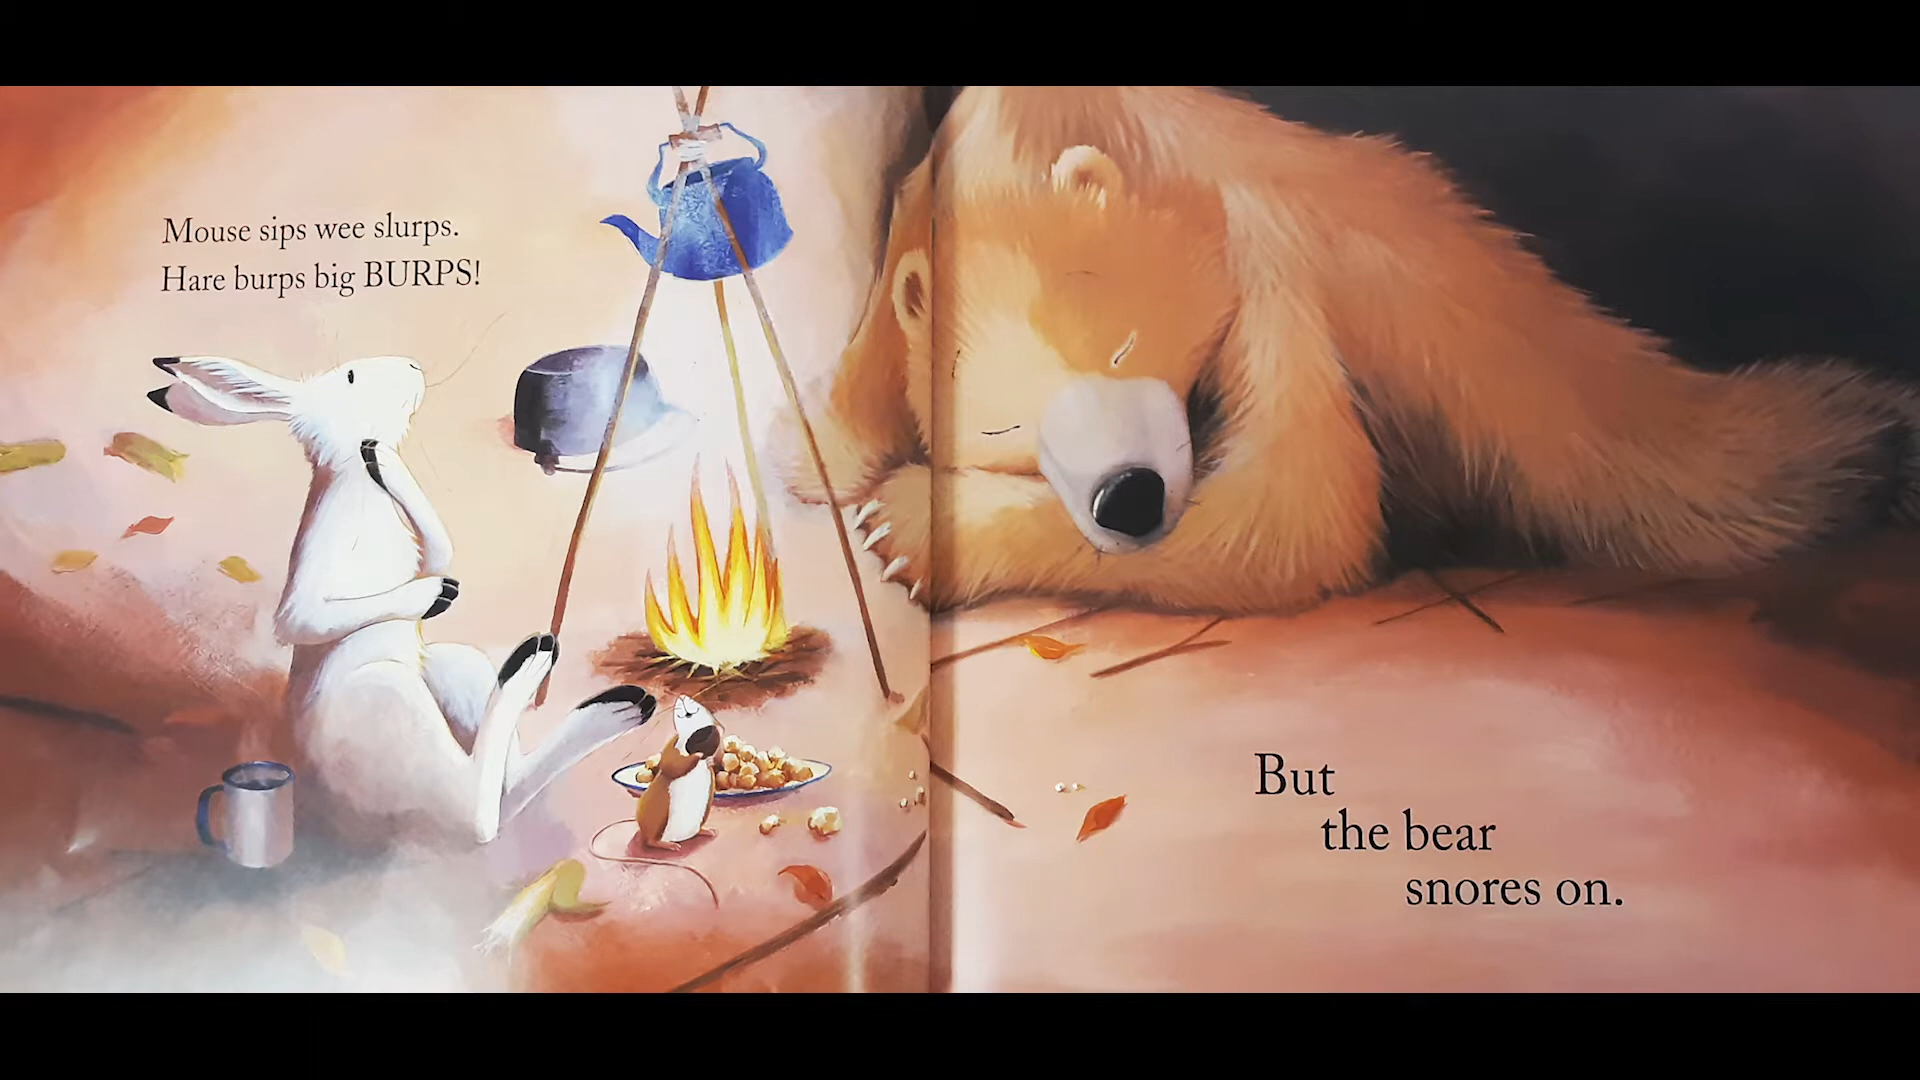 Mouse sips wee slurps.
Hare burps big BURPS!
But
the bear
snores on.